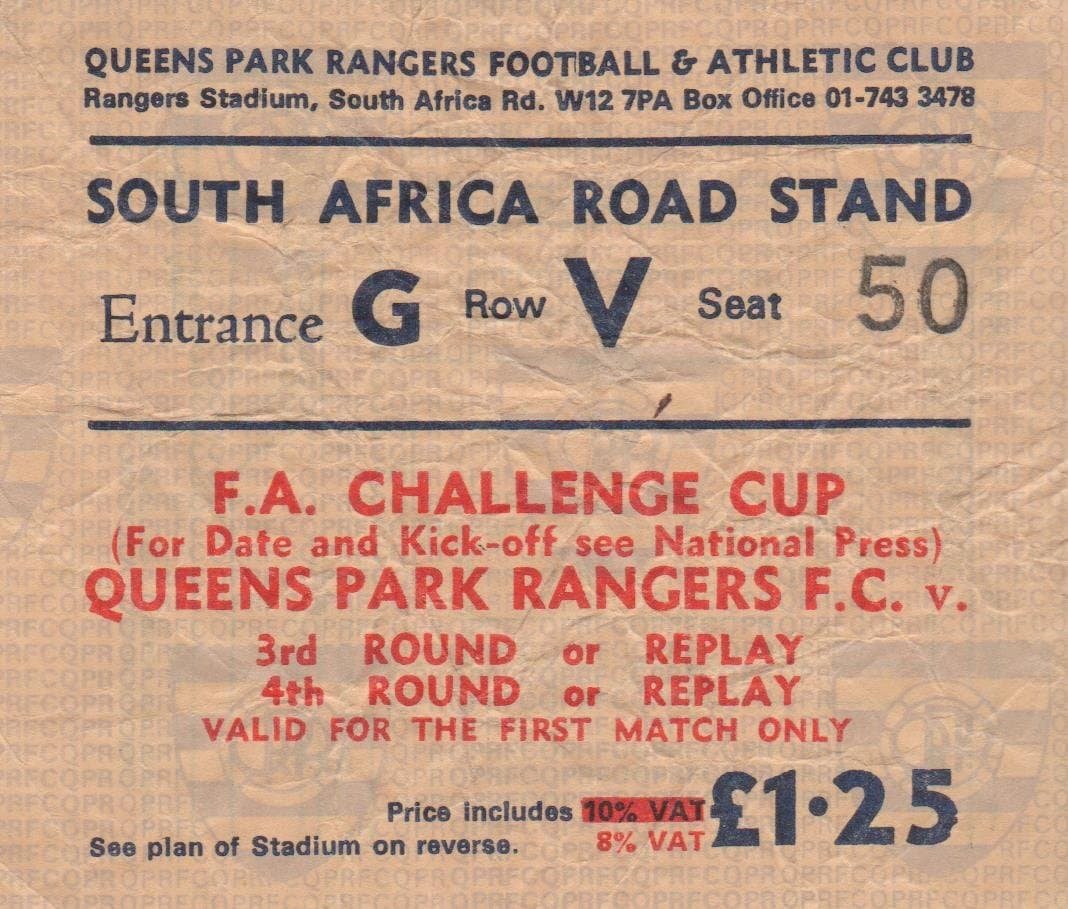 QUEENS PARK RANGERS FOOTBALL & ATHLETIC CLUB
Rangers Stadium, South Africa Rd. W12 7PA Box Office 01-743 3478
SOUTH AFRICA ROAD STAND
Entrance G Row V Seat 50
F.A. CHALLENGE CUP
(For Date and Kick-off see National Press)
QUEENS PARK RANGERS F.C. v.
3rd ROUND or REPLAY
4th ROUND or REPLAY
VALID FOR THE FIRST MATCH ONLY
Price includes 10% VAT £1·25
8% VAT
See plan of Stadium on reverse.